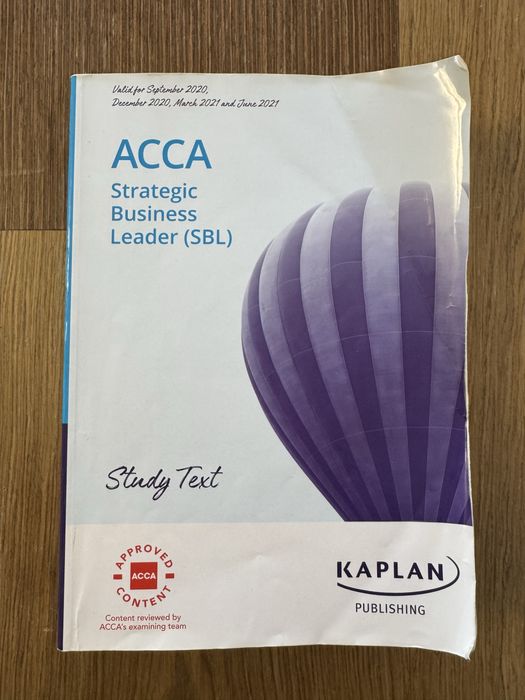 Valid for September 2020,
December 2020, March 2021 and June 2021
ACCA
Strategic
Business
Leader (SBL)
Study Text
APPROVED
ACCA
CONTENT
Content reviewed by
ACCA's examining team
KAPLAN
PUBLISHING